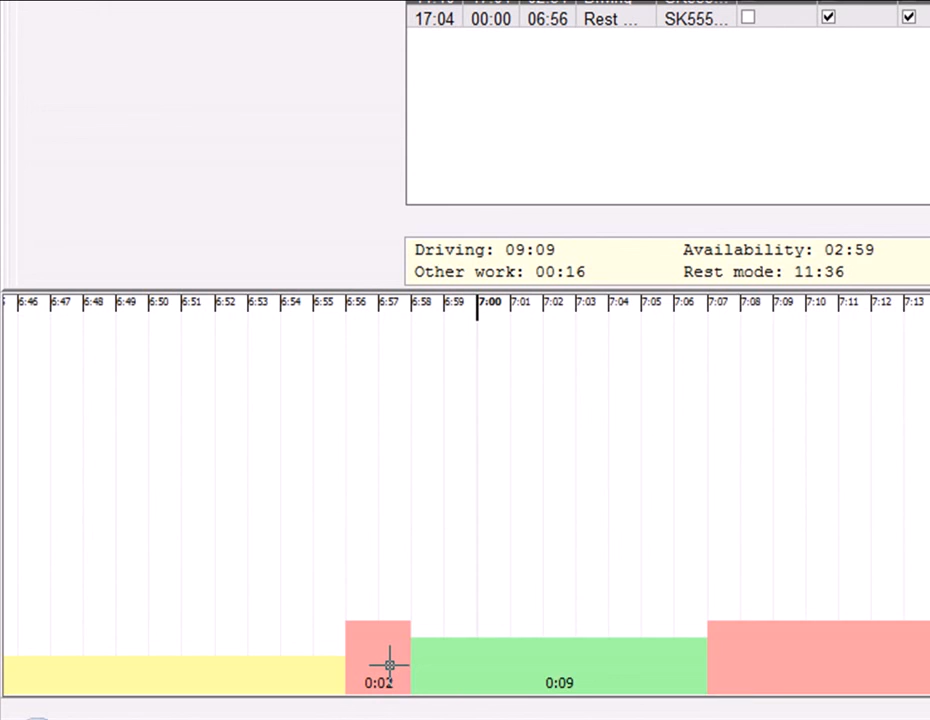 17:04 00:00 06:56 Rest ... SK555...
Driving: 09:09 Availability: 02:59
Other work: 00:16 Rest mode: 11:36
6:46 6:47 6:48 6:49 6:50 6:51 6:52 6:53 6:54 6:55 6:56 6:57 6:58 6:59 7:00 7:01 7:02 7:03 7:04 7:05 7:06 7:07 7:08 7:09 7:10 7:11 7:12 7:13
0:02 0:09